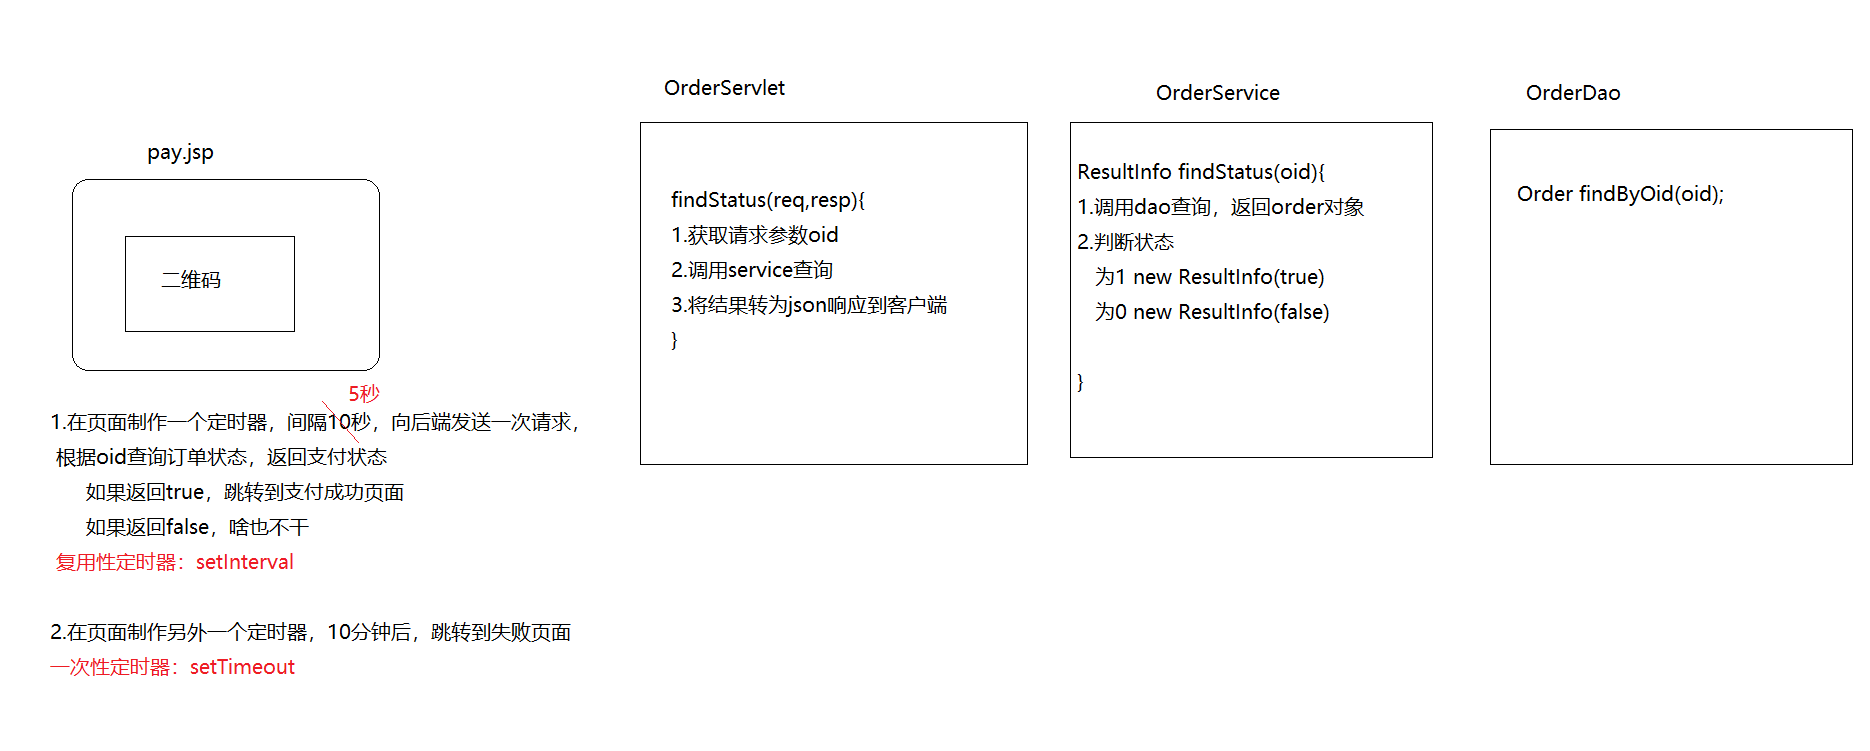 pay.jsp
二维码
5秒
1.在页面制作一个定时器，间隔10秒，向后端发送一次请求，
根据oid查询订单状态，返回支付状态
如果返回true，跳转到支付成功页面
如果返回false，啥也不干
复用性定时器：setInterval
2.在页面制作另外一个定时器，10分钟后，跳转到失败页面
一次性定时器：setTimeout
OrderServlet
findStatus(req,resp){
1.获取请求参数oid
2.调用service查询
3.将结果转为json响应到客户端
}
OrderService
ResultInfo findStatus(oid){
1.调用dao查询，返回order对象
2.判断状态
为1 new ResultInfo(true)
为0 new ResultInfo(false)
}
OrderDao
Order findByOid(oid);